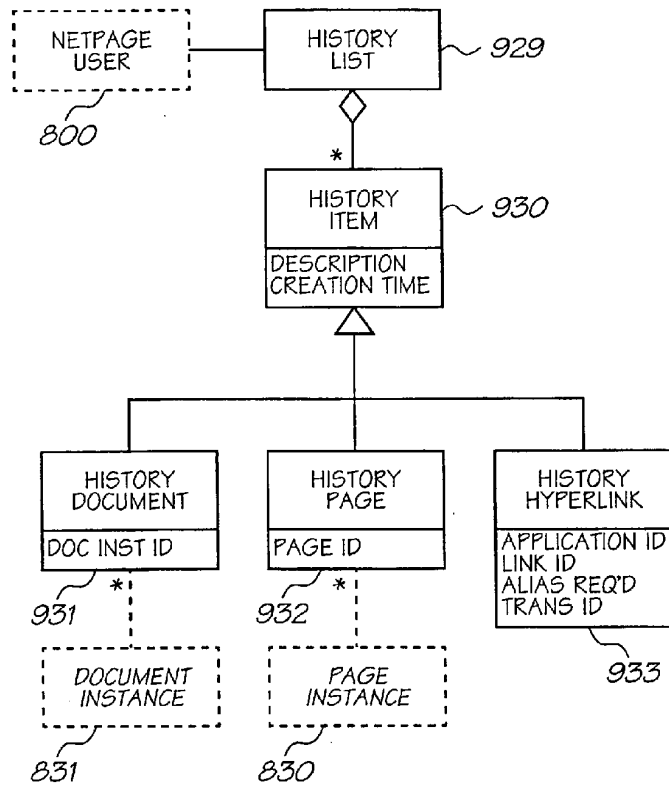 NETPAGE
USER
800
HISTORY
LIST
929
*
HISTORY
ITEM
930
DESCRIPTION
CREATION TIME
HISTORY
DOCUMENT
DOC INST ID
931
*
HISTORY
PAGE
PAGE ID
932
*
HISTORY
HYPERLINK
APPLICATION ID
LINK ID
ALIAS REQ'D
TRANS ID
933
DOCUMENT
INSTANCE
831
PAGE
INSTANCE
830